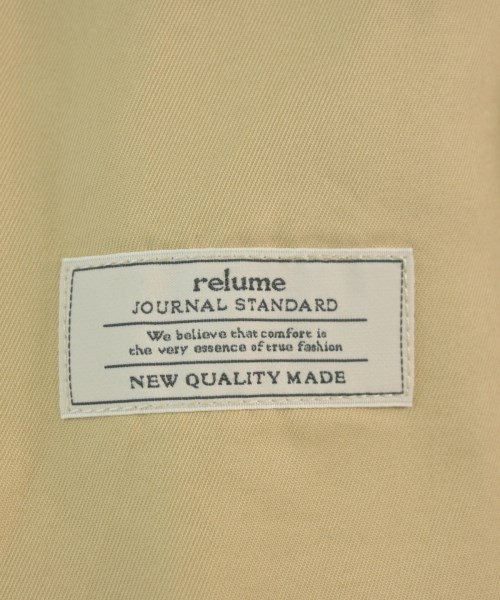 relume
JOURNAL STANDARD
We believe that comfort is
the very essence of true fashion
NEW QUALITY MADE